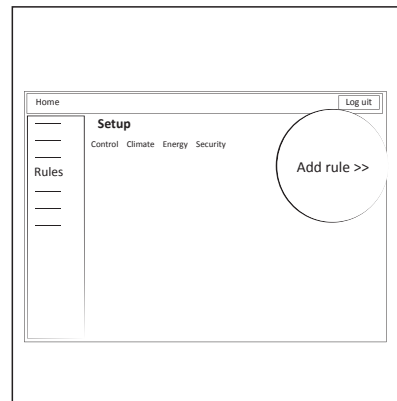 Home Log uit
Setup
Control Climate Energy Security
Rules
Add rule >>